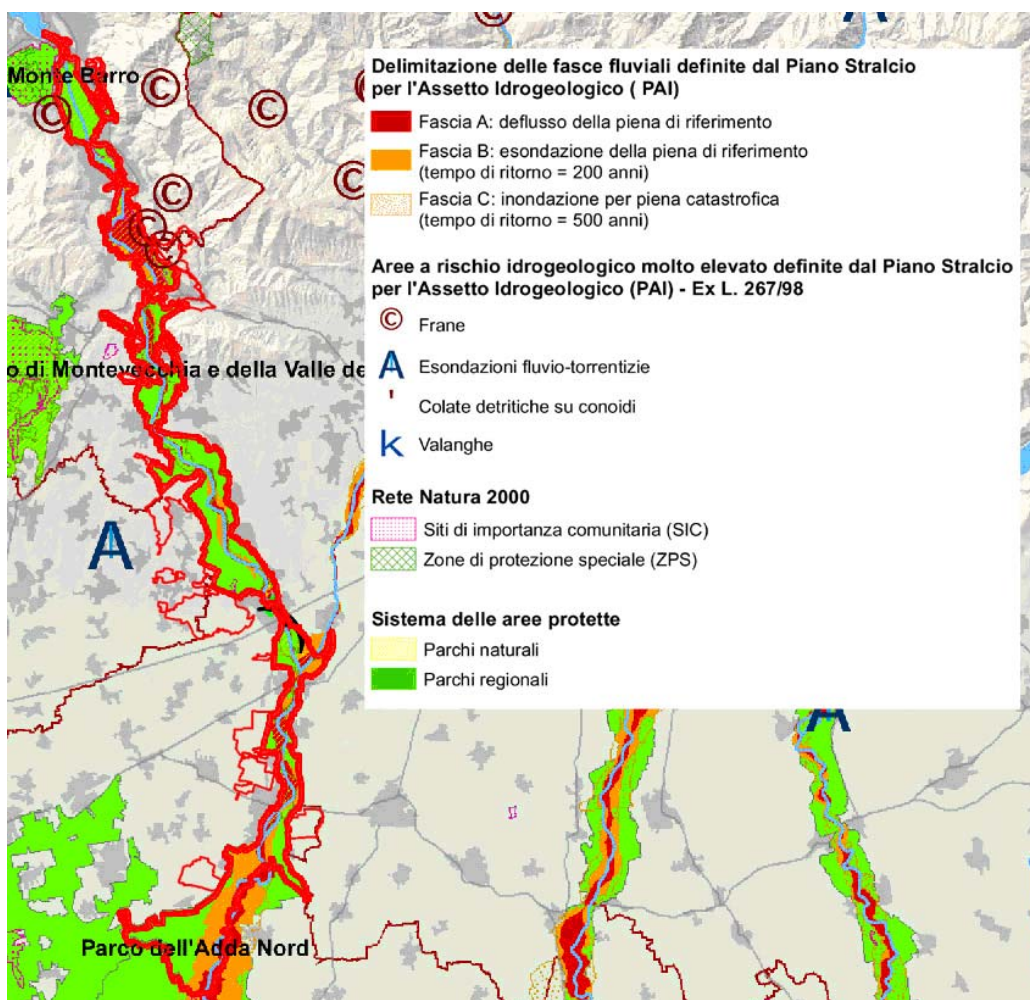 Monte Barro
o di Montevecchia e della Valle de
Parco dell'Adda Nord
Delimitazione delle fasce fluviali definite dal Piano Stralcio
per l'Assetto Idrogeologico ( PAI)
Fascia A: deflusso della piena di riferimento
Fascia B: esondazione della piena di riferimento
(tempo di ritorno = 200 anni)
Fascia C: inondazione per piena catastrofica
(tempo di ritorno = 500 anni)
Aree a rischio idrogeologico molto elevato definite dal Piano Stralcio
per l'Assetto Idrogeologico (PAI) - Ex L. 267/98
© Frane
A Esondazioni fluvio-torrentizie
' Colate detritiche su conoidi
k Valanghe
Rete Natura 2000
Siti di importanza comunitaria (SIC)
Zone di protezione speciale (ZPS)
Sistema delle aree protette
Parchi naturali
Parchi regionali